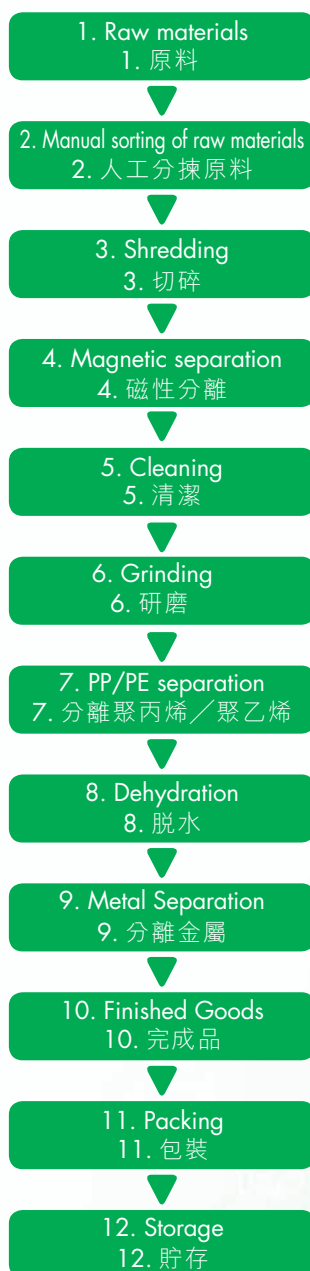 1. Raw materials
1. 原料
2. Manual sorting of raw materials
2. 人工分揀原料
3. Shredding
3. 切碎
4. Magnetic separation
4. 磁性分離
5. Cleaning
5. 清潔
6. Grinding
6. 研磨
7. PP/PE separation
7. 分離聚丙烯／聚乙烯
8. Dehydration
8. 脱水
9. Metal Separation
9. 分離金屬
10. Finished Goods
10. 完成品
11. Packing
11. 包裝
12. Storage
12. 貯存